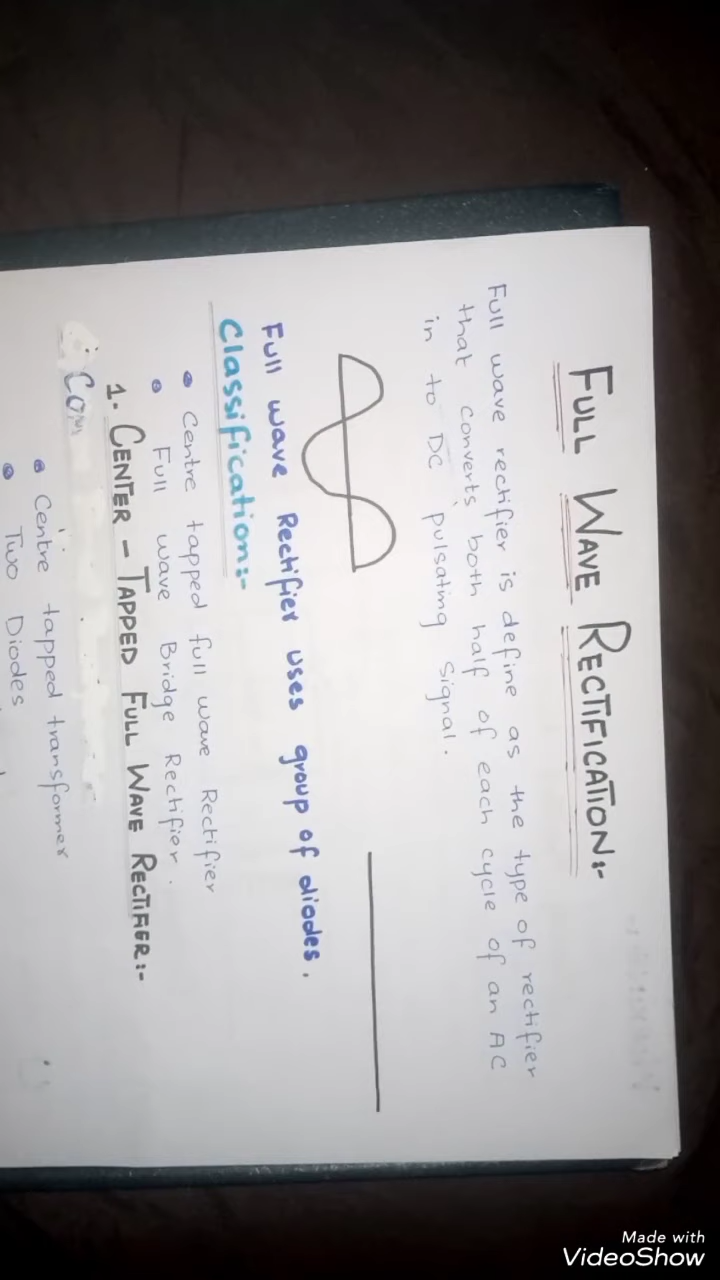 FULL WAVE RECTIFICATION:-
Full wave rectifier is define as the type of rectifier
that converts both half of each cycle of an AC
in to DC pulsating signal.
Full wave Rectifier uses group of diodes.
Classification:-
Centre tapped full wave Rectifier
Full wave Bridge Rectifier.
1. CENTER - TAPPED FULL WAVE RECTIFIER:-
Centre tapped transformer
Two Diodes
Made with
VideoShow